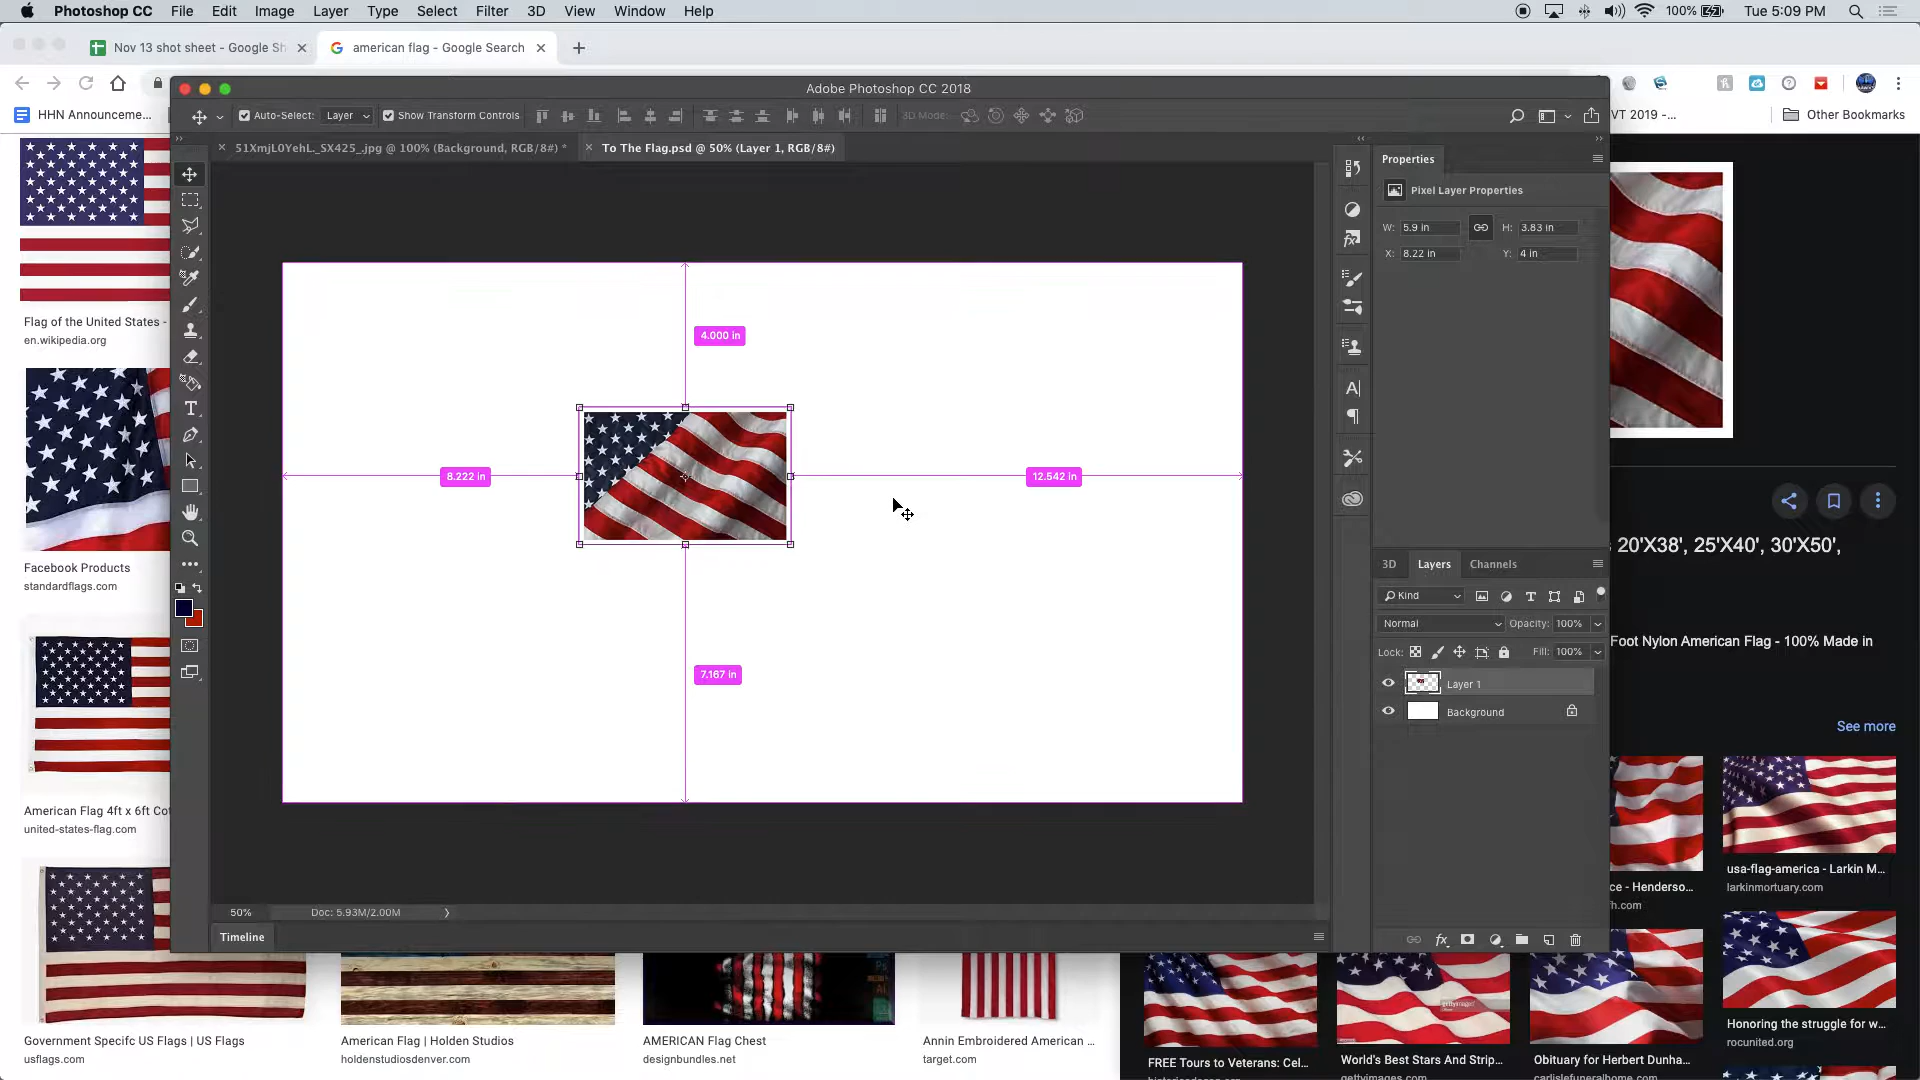 Photoshop CC File Edit Image Layer Type Select Filter 3D View Window Help 100% Tue 5:09 PM
Nov 13 shot sheet - Google Sh
american flag - Google Search
HHN Announceme...
VT 2019 -...
Other Bookmarks
Adobe Photoshop CC 2018
Auto-Select: Layer Show Transform Controls 3D Mode:
51XmjL0YehL._SX425_.jpg @ 100% (Background, RGB/8#) *
To The Flag.psd @ 50% (Layer 1, RGB/8#)
Properties
Pixel Layer Properties
W: 5.9 in H: 3.83 in
X: 8.22 in Y: 4 in
4.000 in
8.222 in
12.542 in
7.167 in
50% Doc: 5.93M/2.00M
Timeline
3D Layers Channels
Kind
Normal Opacity: 100%
Lock: Fill: 100%
Layer 1
Background
Flag of the United States -
en.wikipedia.org
Facebook Products
standardflags.com
American Flag 4ft x 6ft Cot
united-states-flag.com
Government Specifc US Flags | US Flags
usflags.com
American Flag | Holden Studios
holdenstudiosdenver.com
AMERICAN Flag Chest
designbundles.net
Annin Embroidered American ...
target.com
20'X38', 25'X40', 30'X50',
Foot Nylon American Flag - 100% Made in
See more
ce - Henderso...
fh.com
usa-flag-america - Larkin M...
larkinmortuary.com
Honoring the struggle for w...
rocunited.org
FREE Tours to Veterans: Cel...
World's Best Stars And Strip...
gettyimages.com
Obituary for Herbert Dunha...
carlislefuneralhome.com